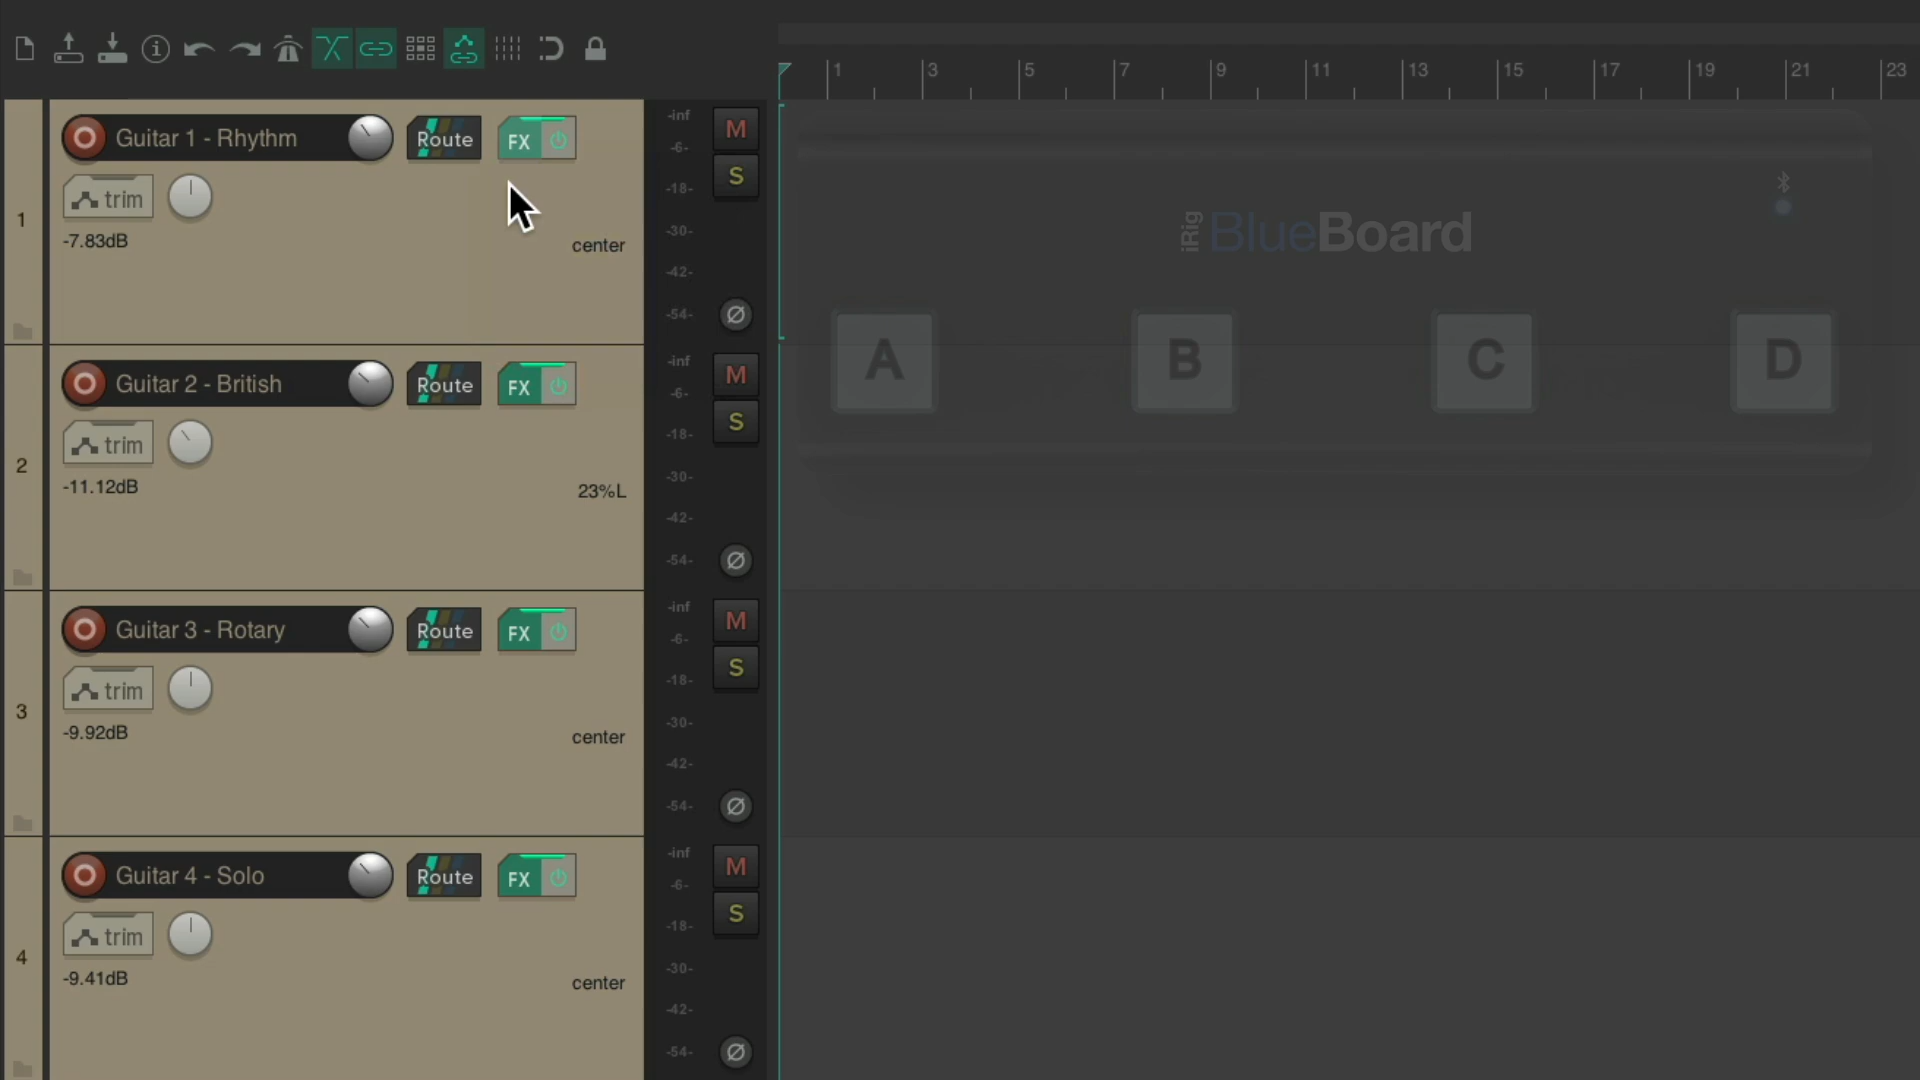 1 3 5 7 9 11 13 15 17 19 21 23
Guitar 1 - Rhythm Route FX
trim
-7.83dB center
1
-inf
-6-
-18-
-30-
-42-
-54-
M
S
Ø
iRig BlueBoard
A B C D
Guitar 2 - British Route FX
trim
-11.12dB 23%L
2
-inf
-6-
-18-
-30-
-42-
-54-
M
S
Ø
Guitar 3 - Rotary Route FX
trim
-9.92dB center
3
-inf
-6-
-18-
-30-
-42-
-54-
M
S
Ø
Guitar 4 - Solo Route FX
trim
-9.41dB center
4
-inf
-6-
-18-
-30-
-42-
-54-
M
S
Ø